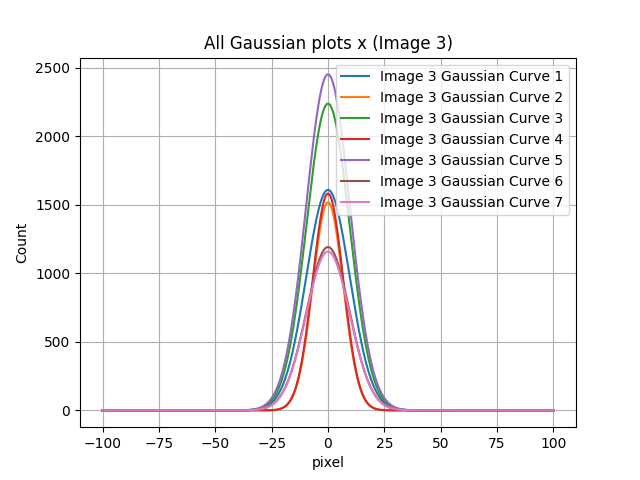 All Gaussian plots x (Image 3)
2500
2000
1500
1000
500
0
Count
Image 3 Gaussian Curve 1
Image 3 Gaussian Curve 2
Image 3 Gaussian Curve 3
Image 3 Gaussian Curve 4
Image 3 Gaussian Curve 5
Image 3 Gaussian Curve 6
Image 3 Gaussian Curve 7
−100 −75 −50 −25 0 25 50 75 100
pixel